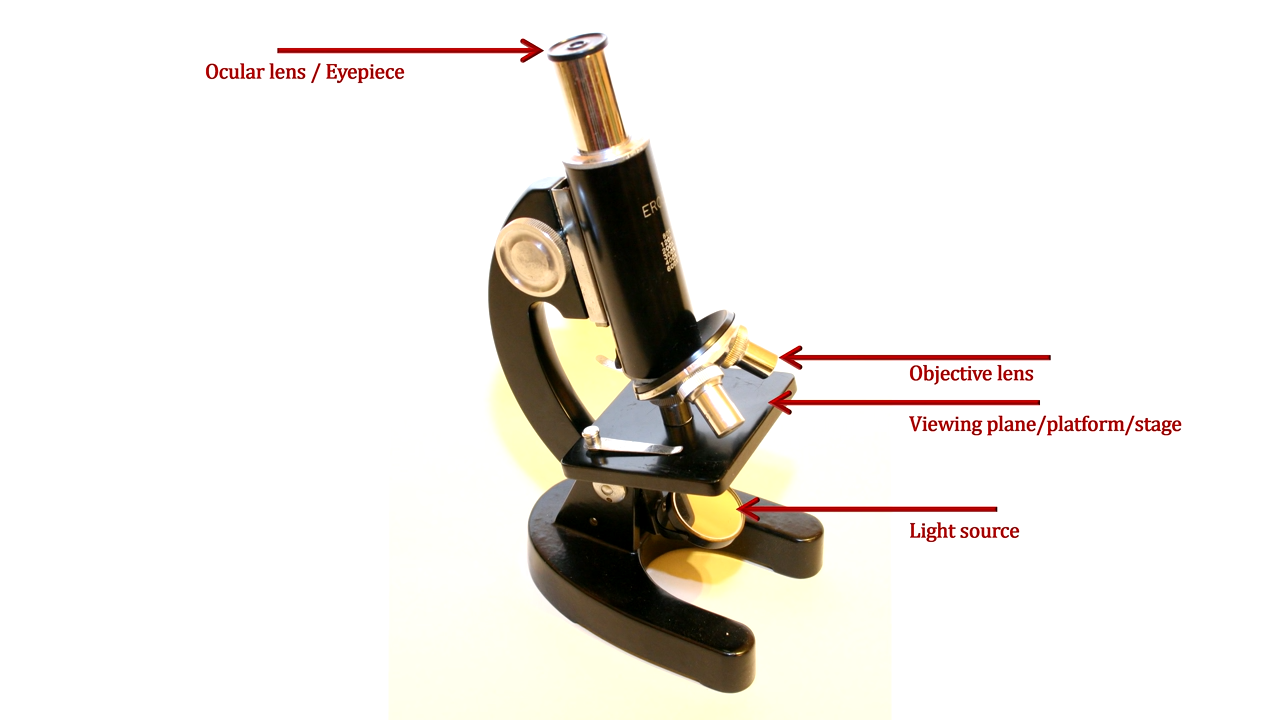 Ocular lens / Eyepiece
Objective lens
Viewing plane/platform/stage
Light source